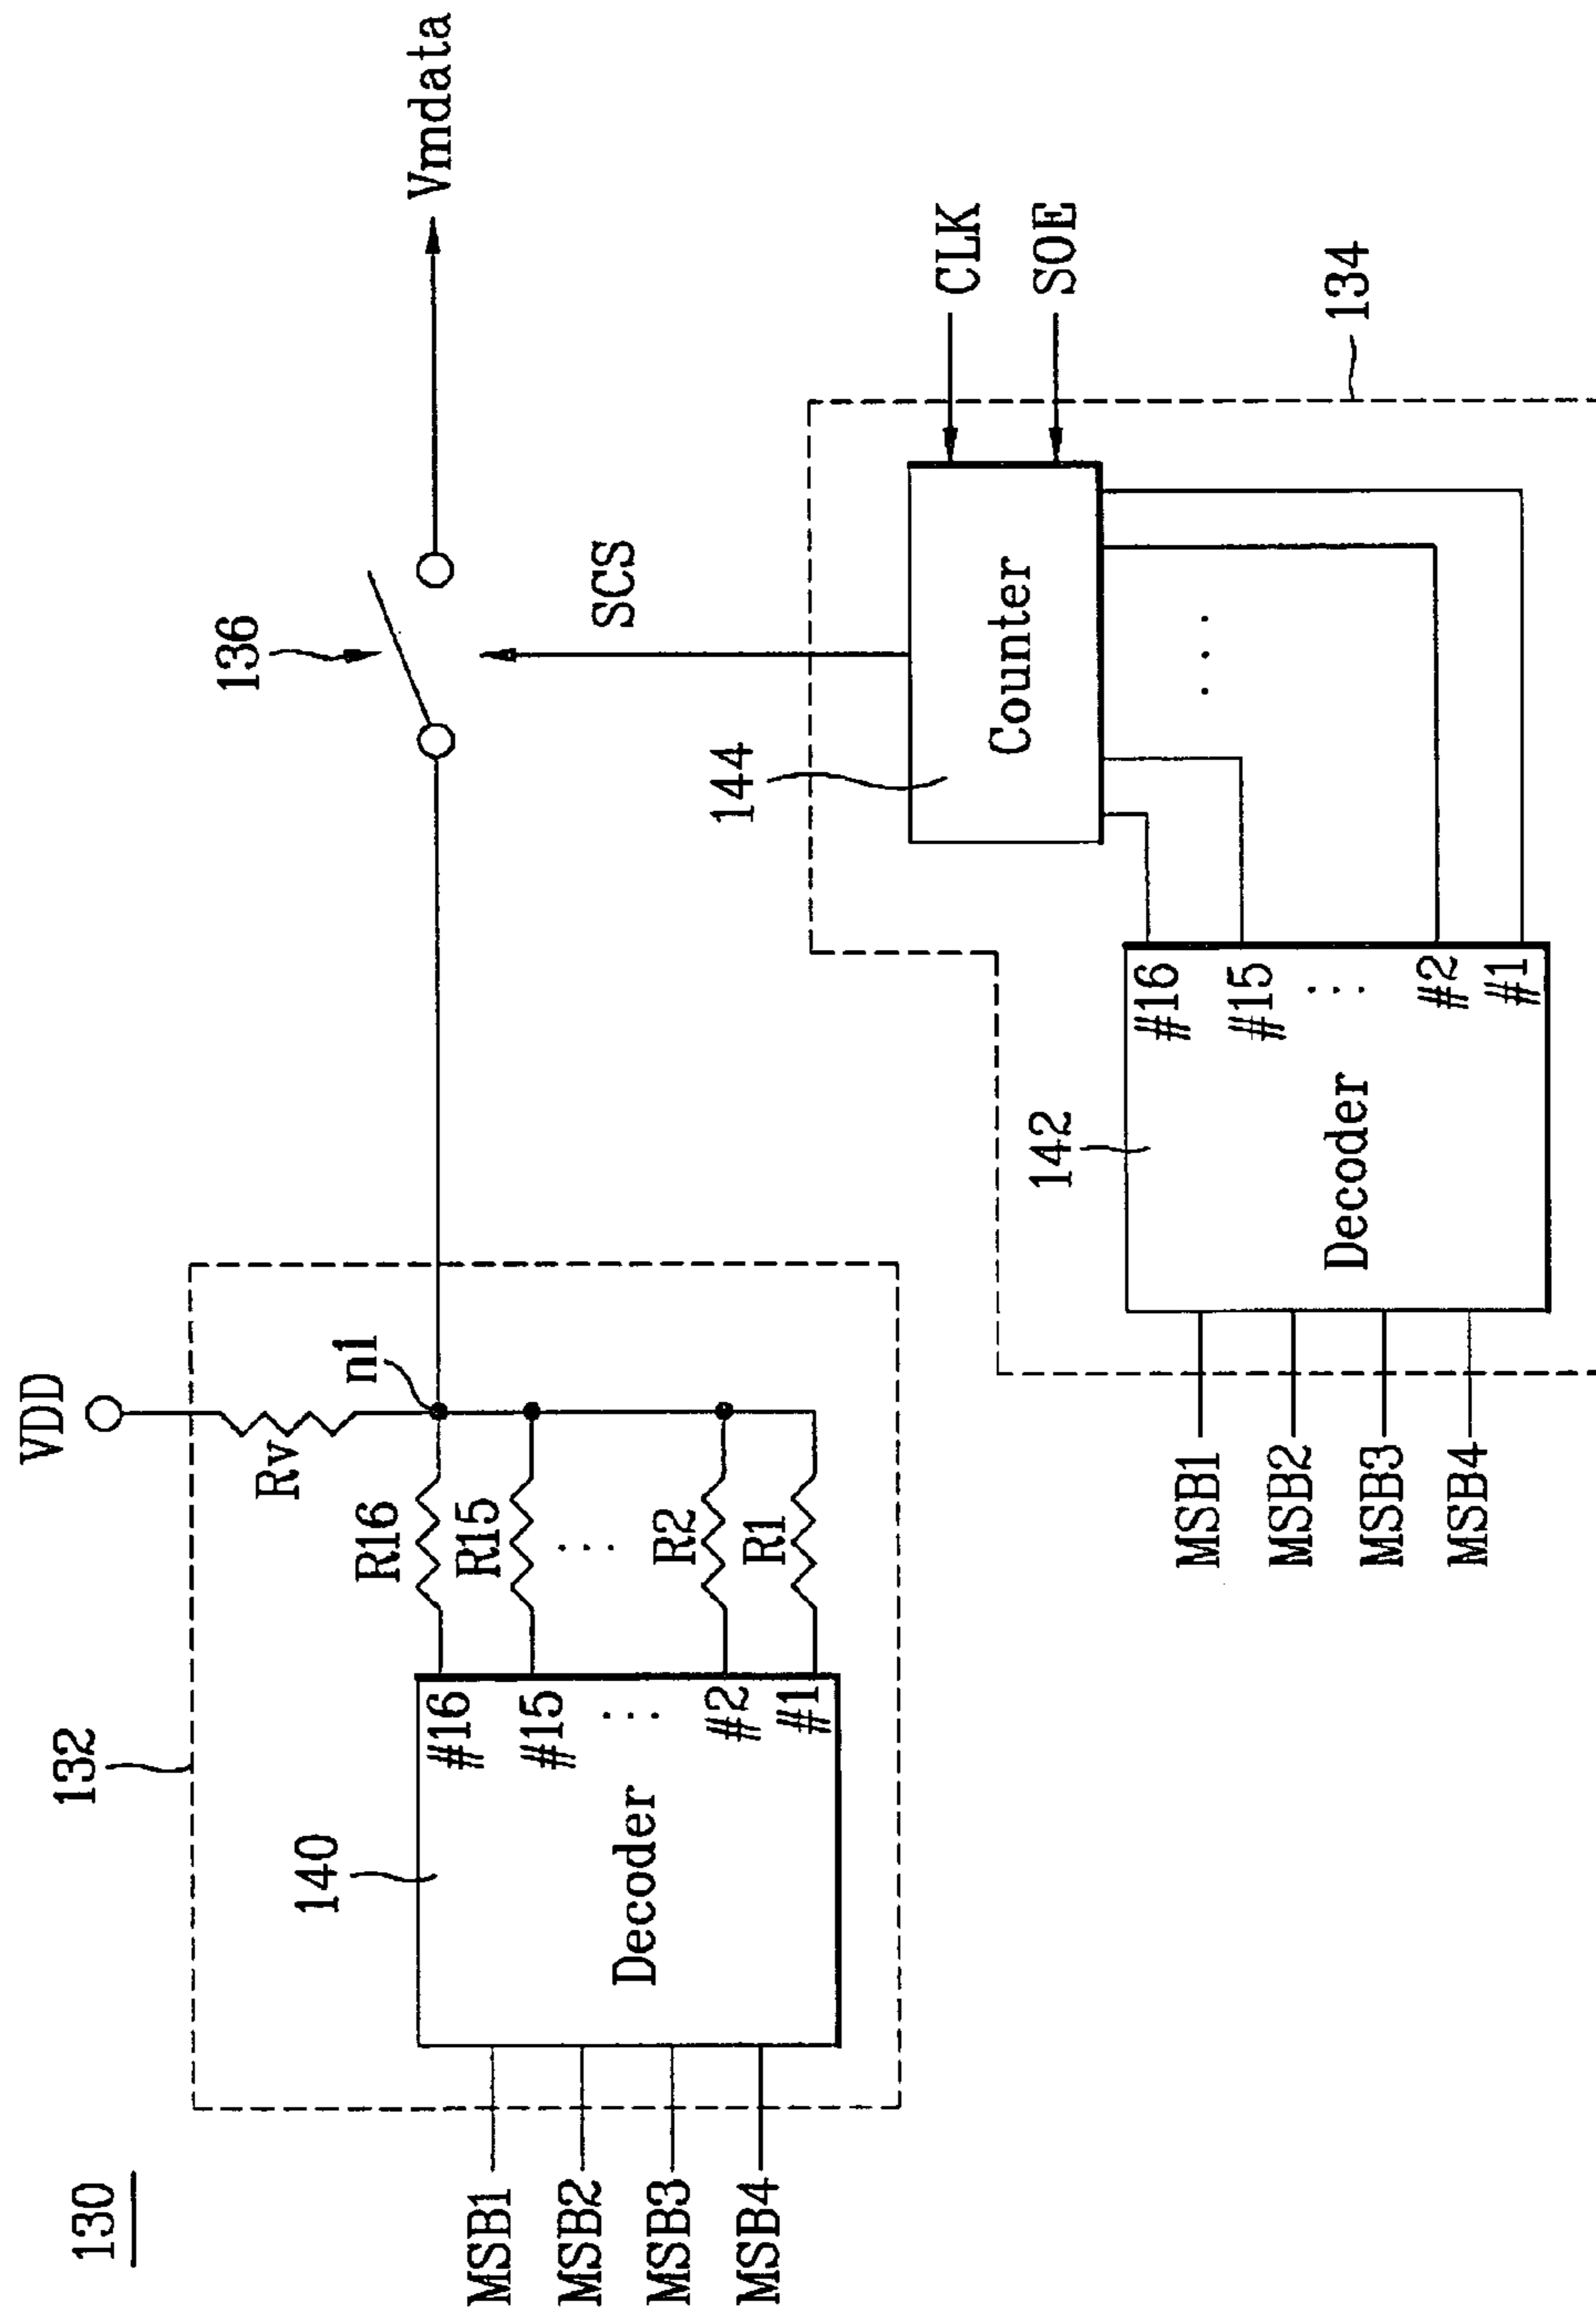 130
132
VDD
Rv
n1
136
Vmdata
140
Decoder
#16
#15
⋮
#2
#1
R16
R15
⋮
R2
R1
MSB1
MSB2
MSB3
MSB4
SCS
144
Counter
CLK
SOE
134
. . .
142
Decoder
#16
#15
⋮
#2
#1
MSB1
MSB2
MSB3
MSB4